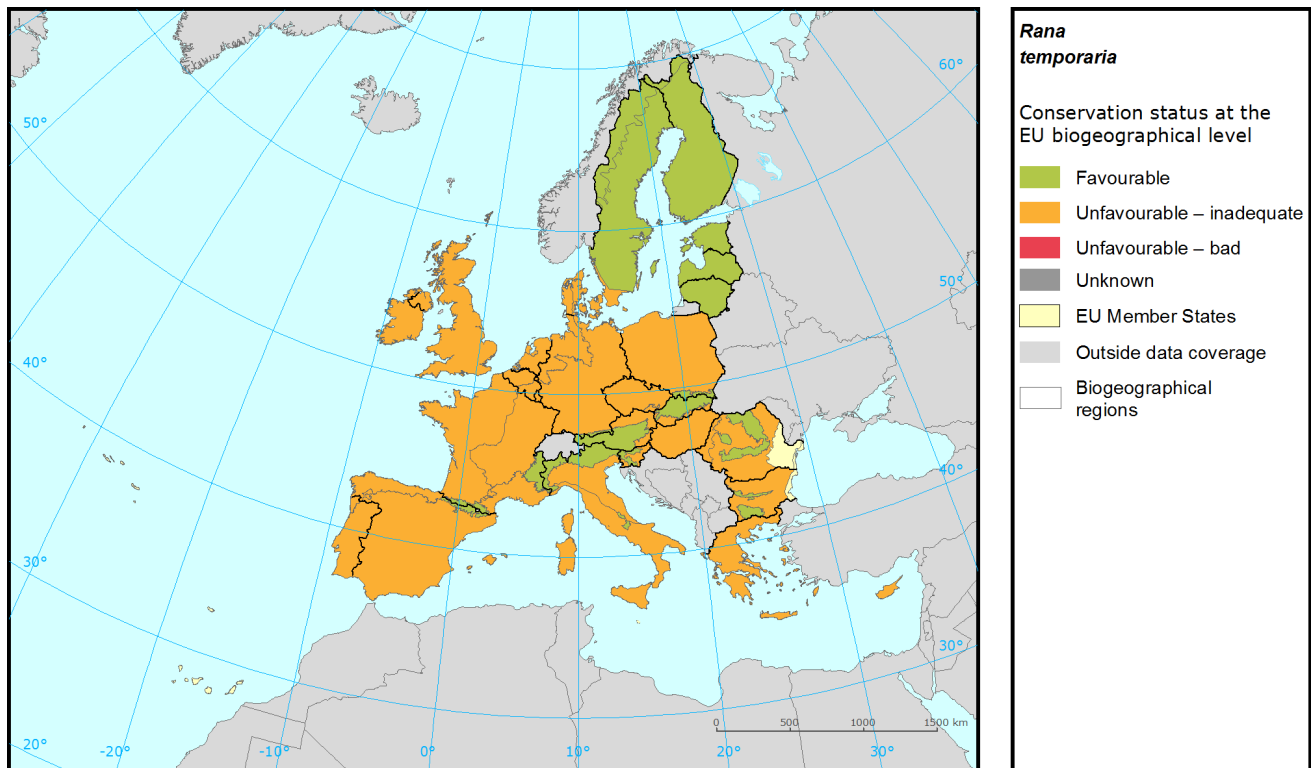 60°
50°
50°
40°
40°
30°
30°
20°
-20°
-10°
0°
10°
20°
30°
0
500
1000
1500 km
Rana
temporaria
Conservation status at the
EU biogeographical level
Favourable
Unfavourable – inadequate
Unfavourable – bad
Unknown
EU Member States
Outside data coverage
Biogeographical
regions